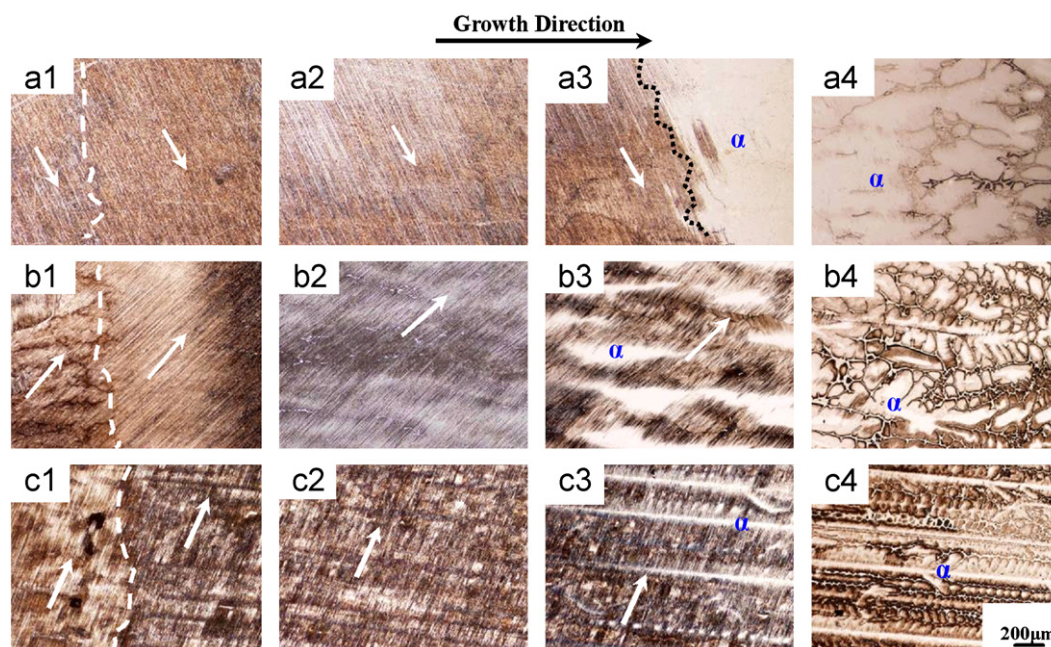 Growth Direction
a1 a2 a3 a4
α α
b1 b2 b3 b4
α α
c1 c2 c3 c4
α α
200μm